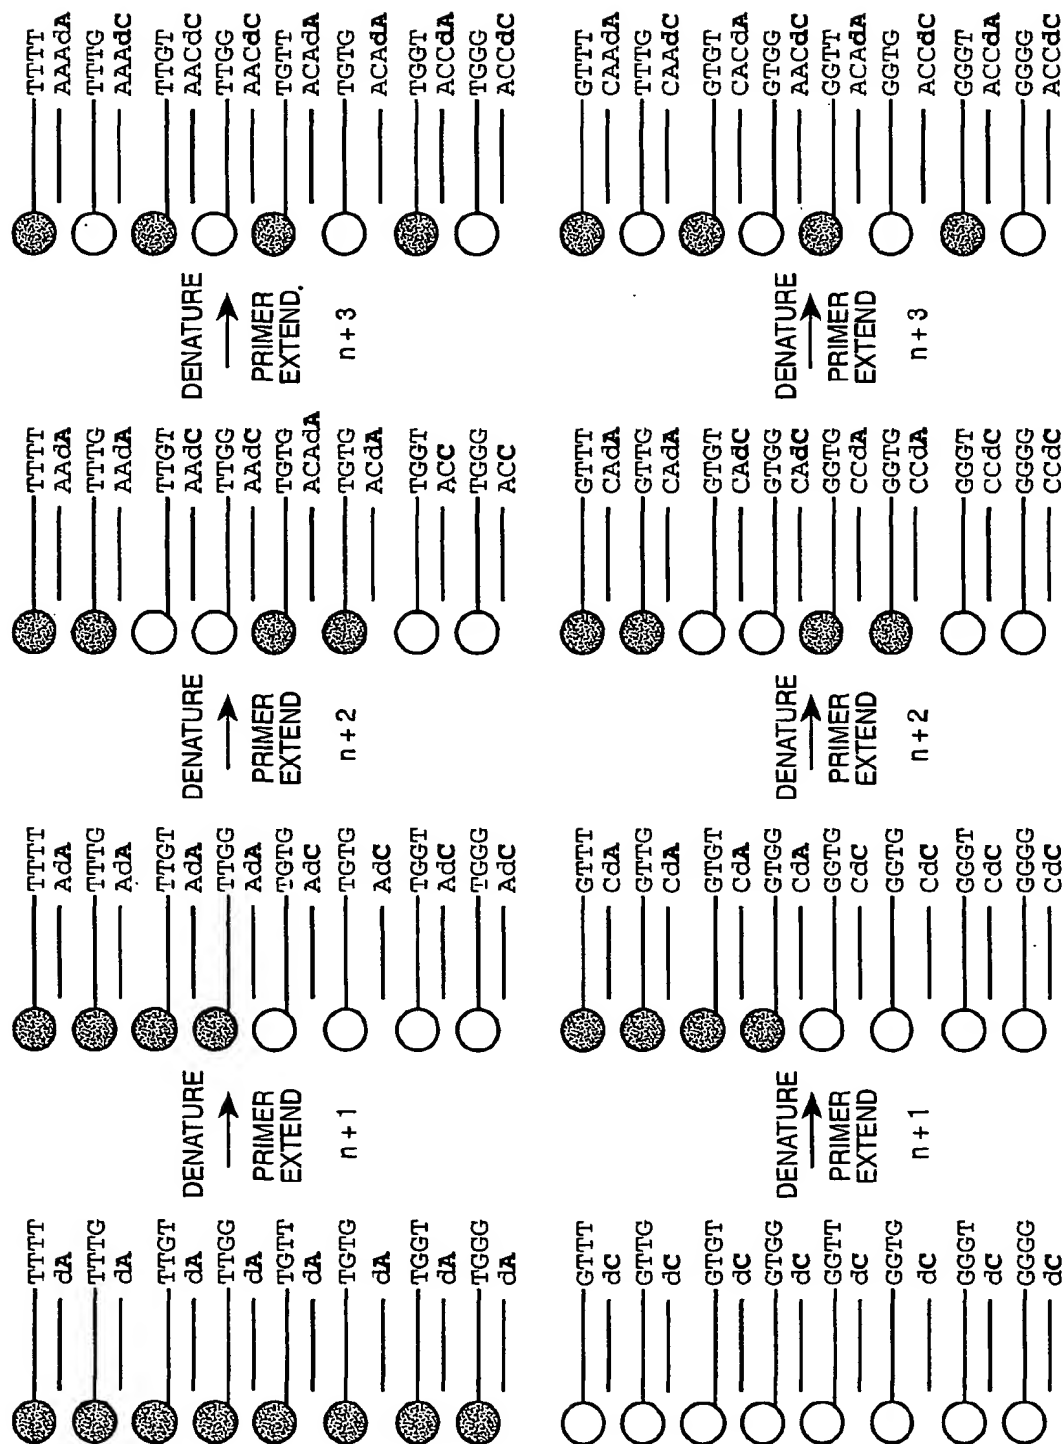 TTTT
dA
TTTG
dA
TTGT
dA
TTGG
dA
TGTT
dA
TGTG
dA
TGGT
dA
TGGG
dA
DENATURE
PRIMER
EXTEND
n + 1
TTTT
AdA
TTTG
AdA
TTGT
AdA
TTGG
AdA
TGTG
AdC
TGTG
AdC
TGGT
AdC
TGGG
AdC
DENATURE
PRIMER
EXTEND
n + 2
TTTT
AAdA
TTTG
AAdA
TTGT
AAdC
TTGG
AAdC
TGTG
ACAdA
TGTG
ACdA
TGGT
ACC
TGGG
ACC
DENATURE
PRIMER
EXTEND.
n + 3
TTTT
AAAdA
TTTG
AAAdC
TTGT
AACdC
TTGG
AACdC
TGTT
ACAdA
TGTG
ACAdA
TGGT
ACCdA
TGGG
ACCdC
GTTT
dC
GTTG
dC
GTGT
dC
GTGG
dC
GGTT
dC
GGTG
dC
GGGT
dC
GGGG
dC
DENATURE
PRIMER
EXTEND
n + 1
GTTT
CdA
GTTG
CdA
GTGT
CdA
GTGG
CdA
GGTG
CdC
GGTG
CdC
GGGT
CdC
GGGG
CdC
DENATURE
PRIMER
EXTEND
n + 2
GTTT
CAdA
GTTG
CAdA
GTGT
CAdC
GTGG
CAdC
GGTG
CCdA
GGTG
CCdA
GGGT
CCdC
GGGG
CCdC
DENATURE
PRIMER
EXTEND
n + 3
GTTT
CAAdA
TTTG
CAAdC
GTGT
CACdA
GTGG
AACdC
GGTT
ACAdA
GGTG
ACCdC
GGGT
ACCdA
GGGG
ACCdC